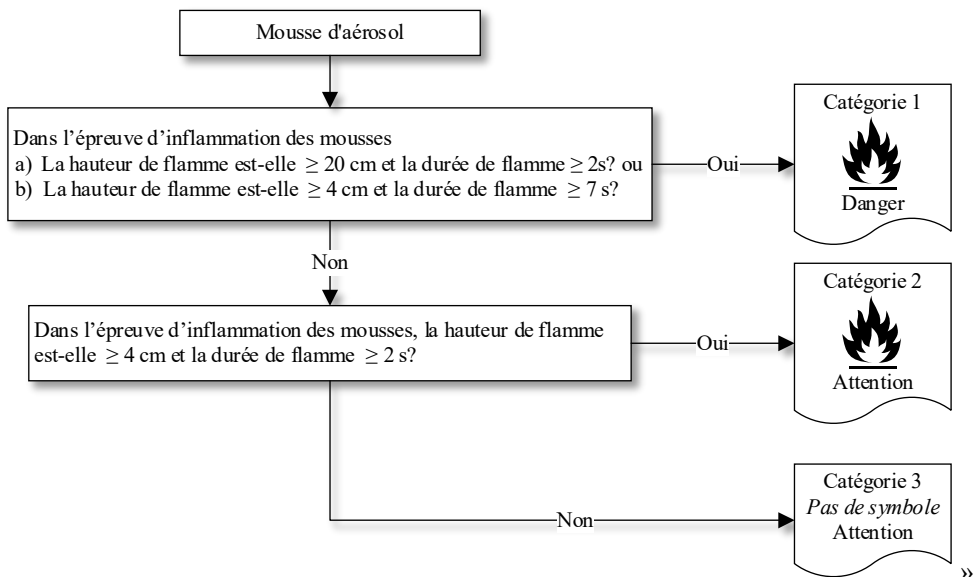 Mousse d'aérosol
Dans l'épreuve d'inflammation des mousses
a) La hauteur de flamme est-elle ≥ 20 cm et la durée de flamme ≥ 2s? ou
b) La hauteur de flamme est-elle ≥ 4 cm et la durée de flamme ≥ 7 s?
Oui
Catégorie 1
Danger
Non
Dans l'épreuve d'inflammation des mousses, la hauteur de flamme
est-elle ≥ 4 cm et la durée de flamme ≥ 2 s?
Oui
Catégorie 2
Attention
Non
Catégorie 3
Pas de symbole
Attention
»